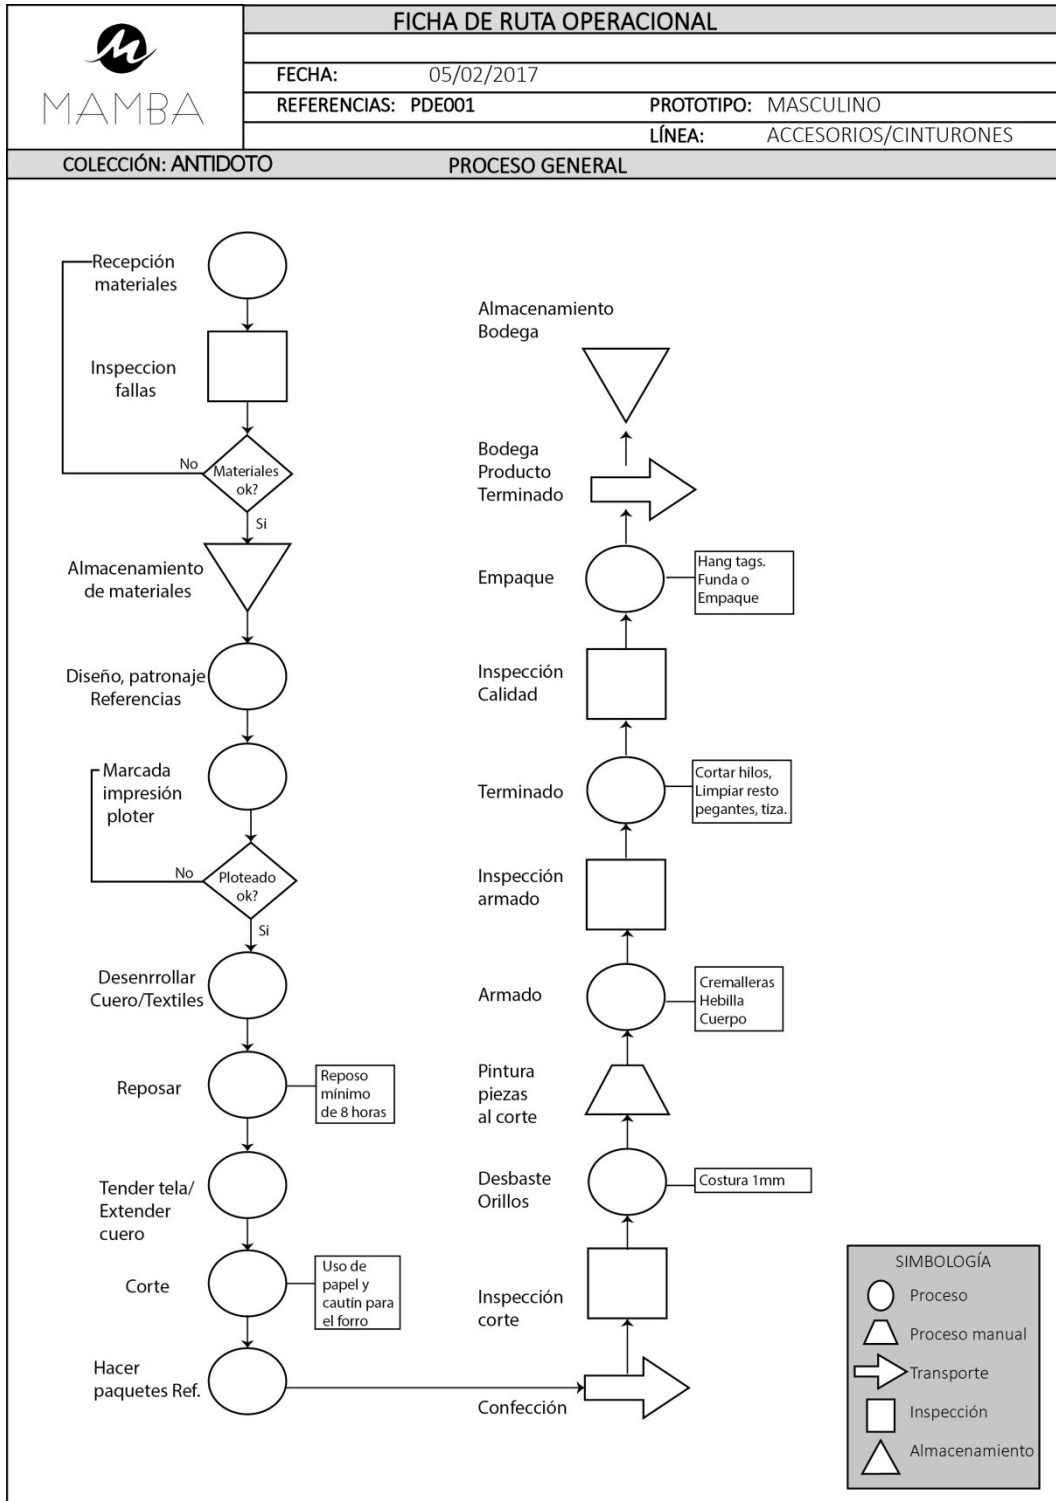 MAMBA
FICHA DE RUTA OPERACIONAL
FECHA: 05/02/2017
REFERENCIAS: PDE001 PROTOTIPO: MASCULINO
LÍNEA: ACCESORIOS/CINTURONES
COLECCIÓN: ANTIDOTO PROCESO GENERAL
Recepción
materiales
Inspeccion
fallas
No
Materiales
ok?
Si
Almacenamiento
de materiales
Diseño, patronaje
Referencias
Marcada
impresión
ploter
No
Ploteado
ok?
Si
Desenrrollar
Cuero/Textiles
Reposar
Reposo
mínimo
de 8 horas
Tender tela/
Extender
cuero
Corte
Uso de
papel y
cautín para
el forro
Hacer
paquetes Ref.
Confección
Inspección
corte
Desbaste
Orillos
Costura 1mm
Pintura
piezas
al corte
Armado
Cremalleras
Hebilla
Cuerpo
Inspección
armado
Terminado
Cortar hilos,
Limpiar resto
pegantes, tiza.
Inspección
Calidad
Empaque
Hang tags.
Funda o
Empaque
Bodega
Producto
Terminado
Almacenamiento
Bodega
SIMBOLOGÍA
Proceso
Proceso manual
Transporte
Inspección
Almacenamiento